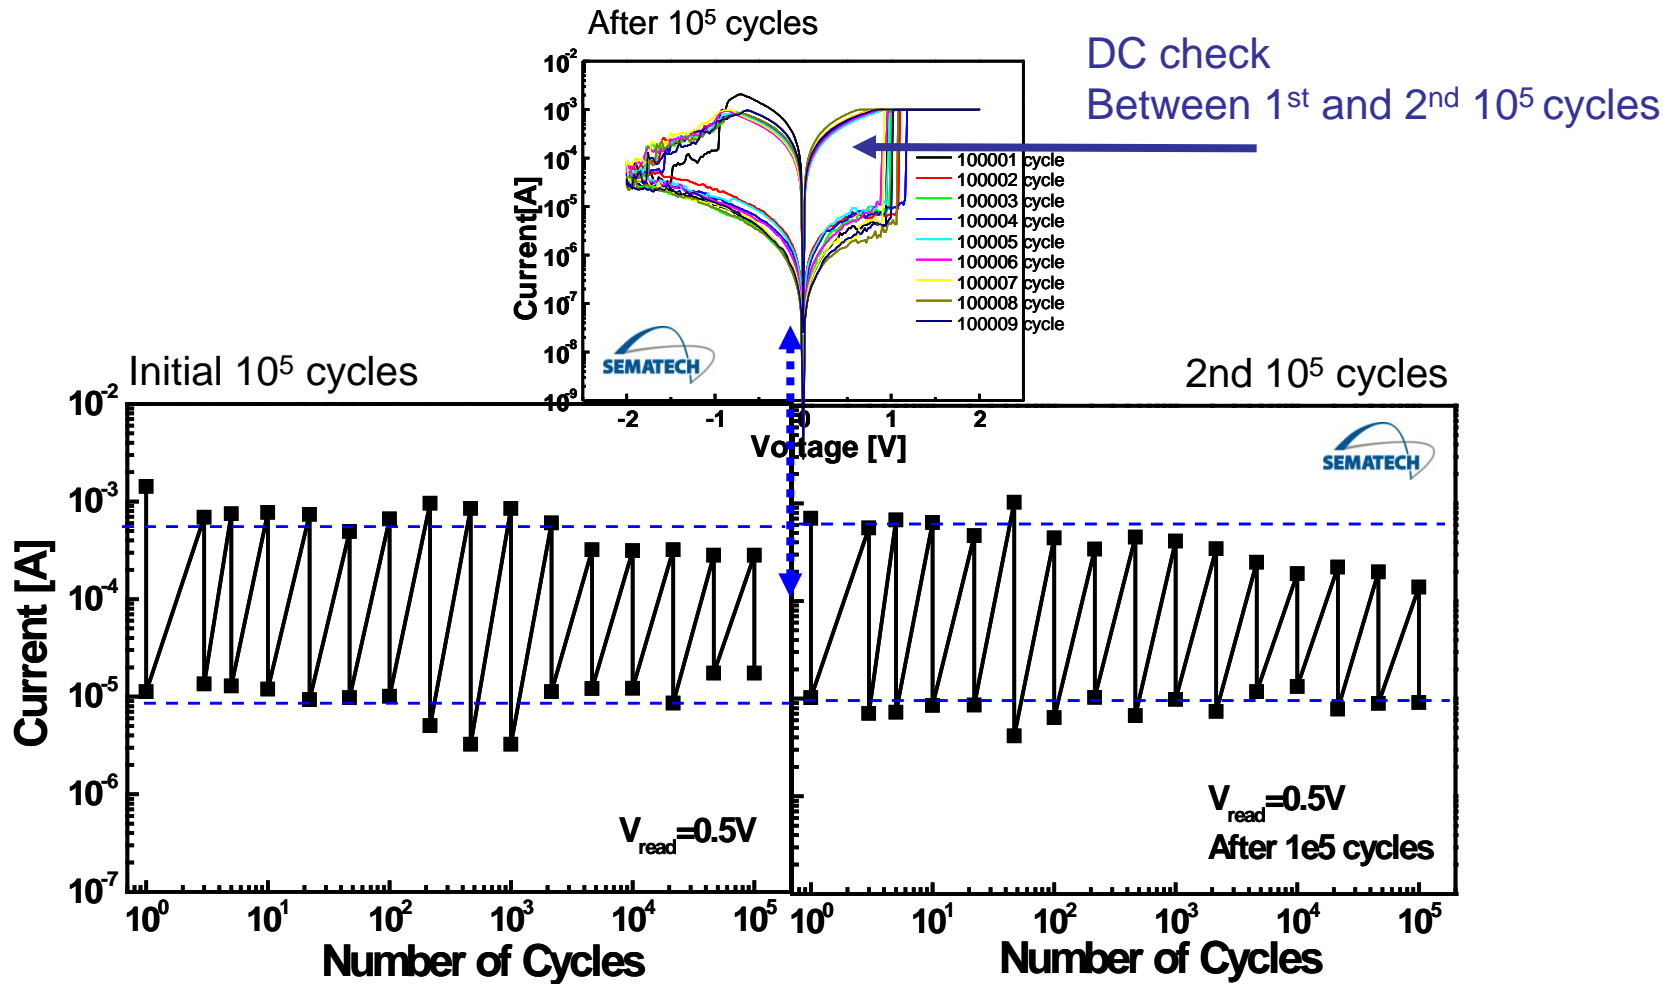 After 10⁵ cycles
DC check
Between 1st and 2nd 10⁵ cycles
10⁻²
10⁻³
10⁻⁴
10⁻⁵
10⁻⁶
10⁻⁷
10⁻⁸
10⁻⁹
Current[A]
100001 cycle
100002 cycle
100003 cycle
100004 cycle
100005 cycle
100006 cycle
100007 cycle
100008 cycle
100009 cycle
SEMATECH
-2 -1 0 1 2
Voltage [V]
Initial 10⁵ cycles
2nd 10⁵ cycles
SEMATECH
10⁻²
10⁻³
10⁻⁴
10⁻⁵
10⁻⁶
10⁻⁷
Current [A]
Vread=0.5V
Vread=0.5V
After 1e5 cycles
10⁰ 10¹ 10² 10³ 10⁴ 10⁵
10⁰ 10¹ 10² 10³ 10⁴ 10⁵
Number of Cycles
Number of Cycles